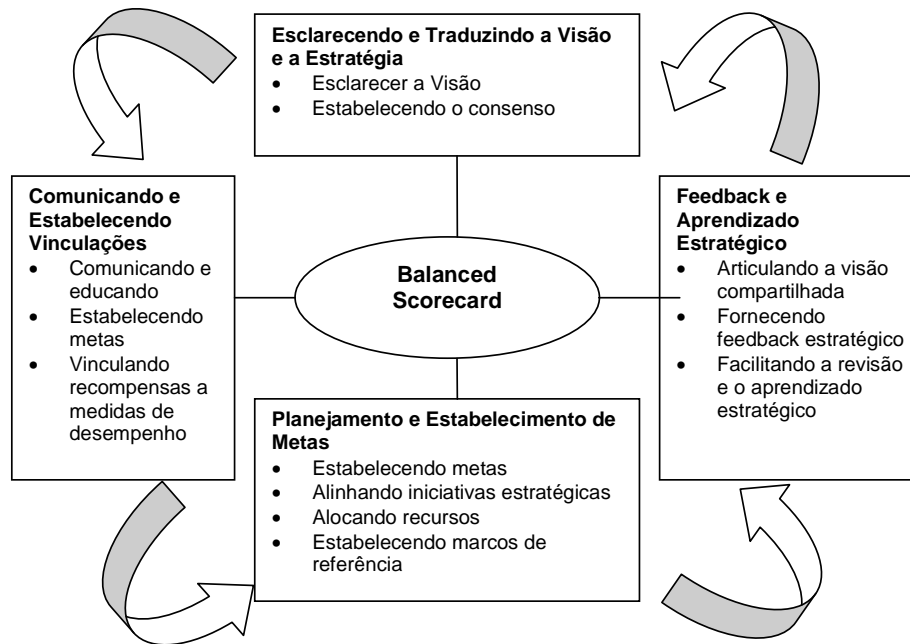 Esclarecendo e Traduzindo a Visão
e a Estratégia
• Esclarecer a Visão
• Estabelecendo o consenso
Comunicando e
Estabelecendo
Vinculações
• Comunicando e
educando
• Estabelecendo
metas
• Vinculando
recompensas a
medidas de
desempenho
Balanced
Scorecard
Feedback e
Aprendizado
Estratégico
• Articulando a visão
compartilhada
• Fornecendo
feedback estratégico
• Facilitando a revisão
e o aprendizado
estratégico
Planejamento e Estabelecimento de
Metas
• Estabelecendo metas
• Alinhando iniciativas estratégicas
• Alocando recursos
• Estabelecendo marcos de
referência